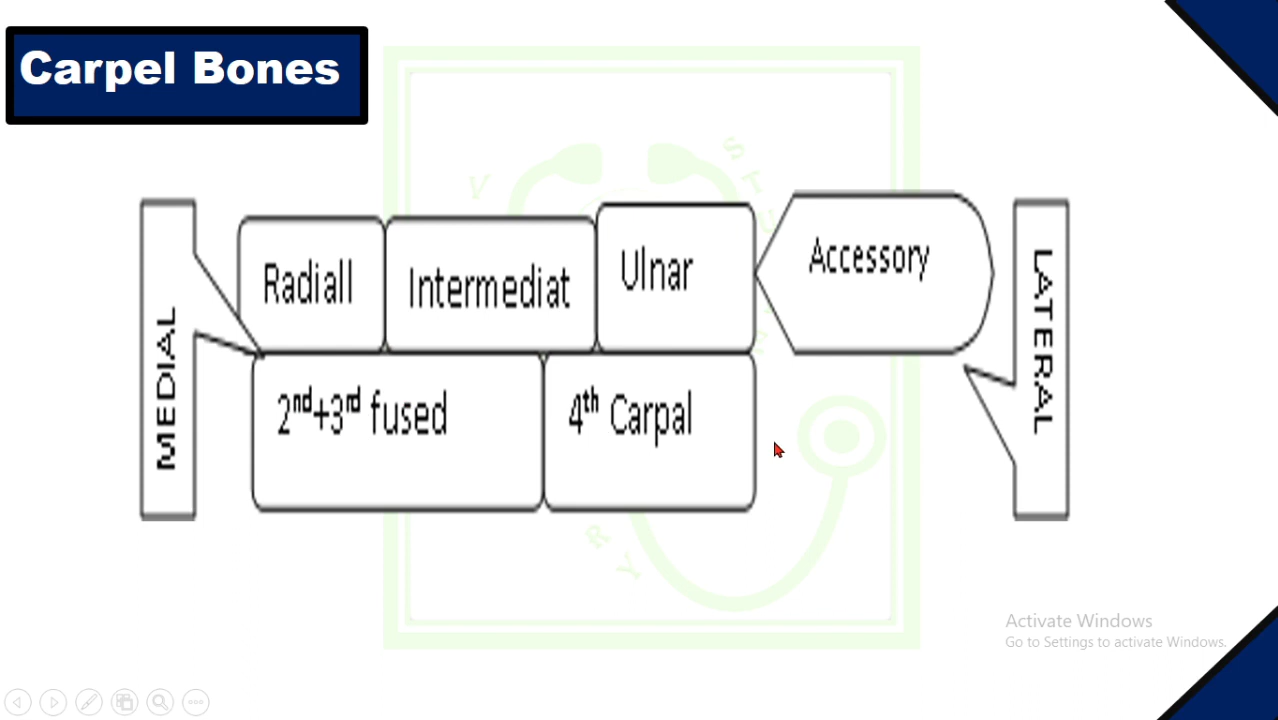 Carpel Bones
MEDIAL
Radiall
Intermediat
Ulnar
Accessory
LATERAL
2nd+3rd fused
4th Carpal
Activate Windows
Go to Settings to activate Windows.